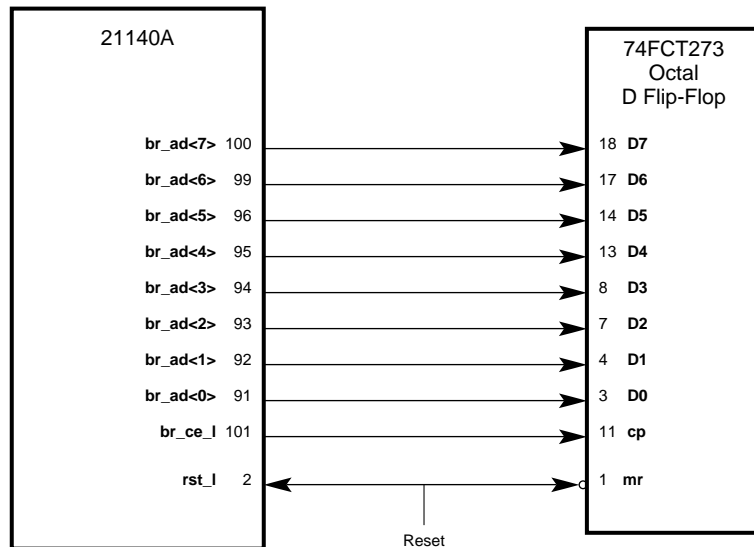 21140A
74FCT273
Octal
D Flip-Flop
br_ad<7> 100 18 D7
br_ad<6> 99 17 D6
br_ad<5> 96 14 D5
br_ad<4> 95 13 D4
br_ad<3> 94 8 D3
br_ad<2> 93 7 D2
br_ad<1> 92 4 D1
br_ad<0> 91 3 D0
br_ce_l 101 11 cp
rst_l 2 1 mr
Reset